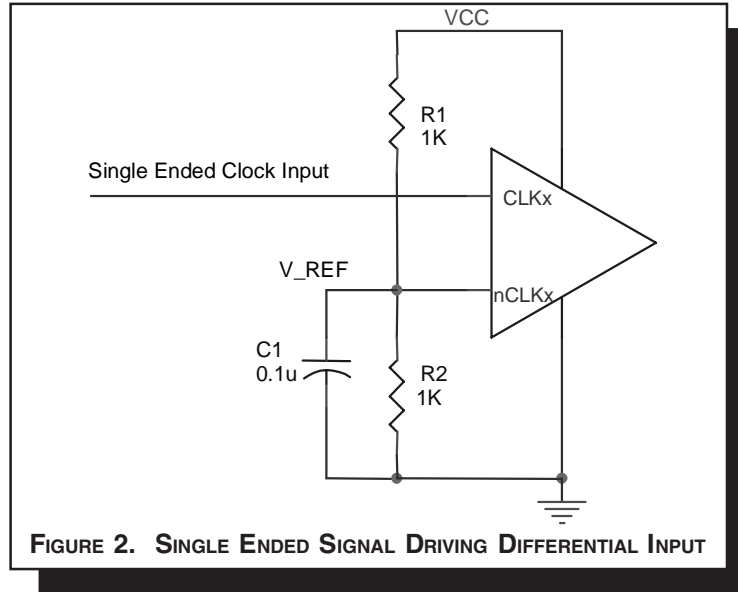 VCC
R1
1K
Single Ended Clock Input
CLKx
V_REF
nCLKx
C1
0.1u
R2
1K
FIGURE 2. SINGLE ENDED SIGNAL DRIVING DIFFERENTIAL INPUT